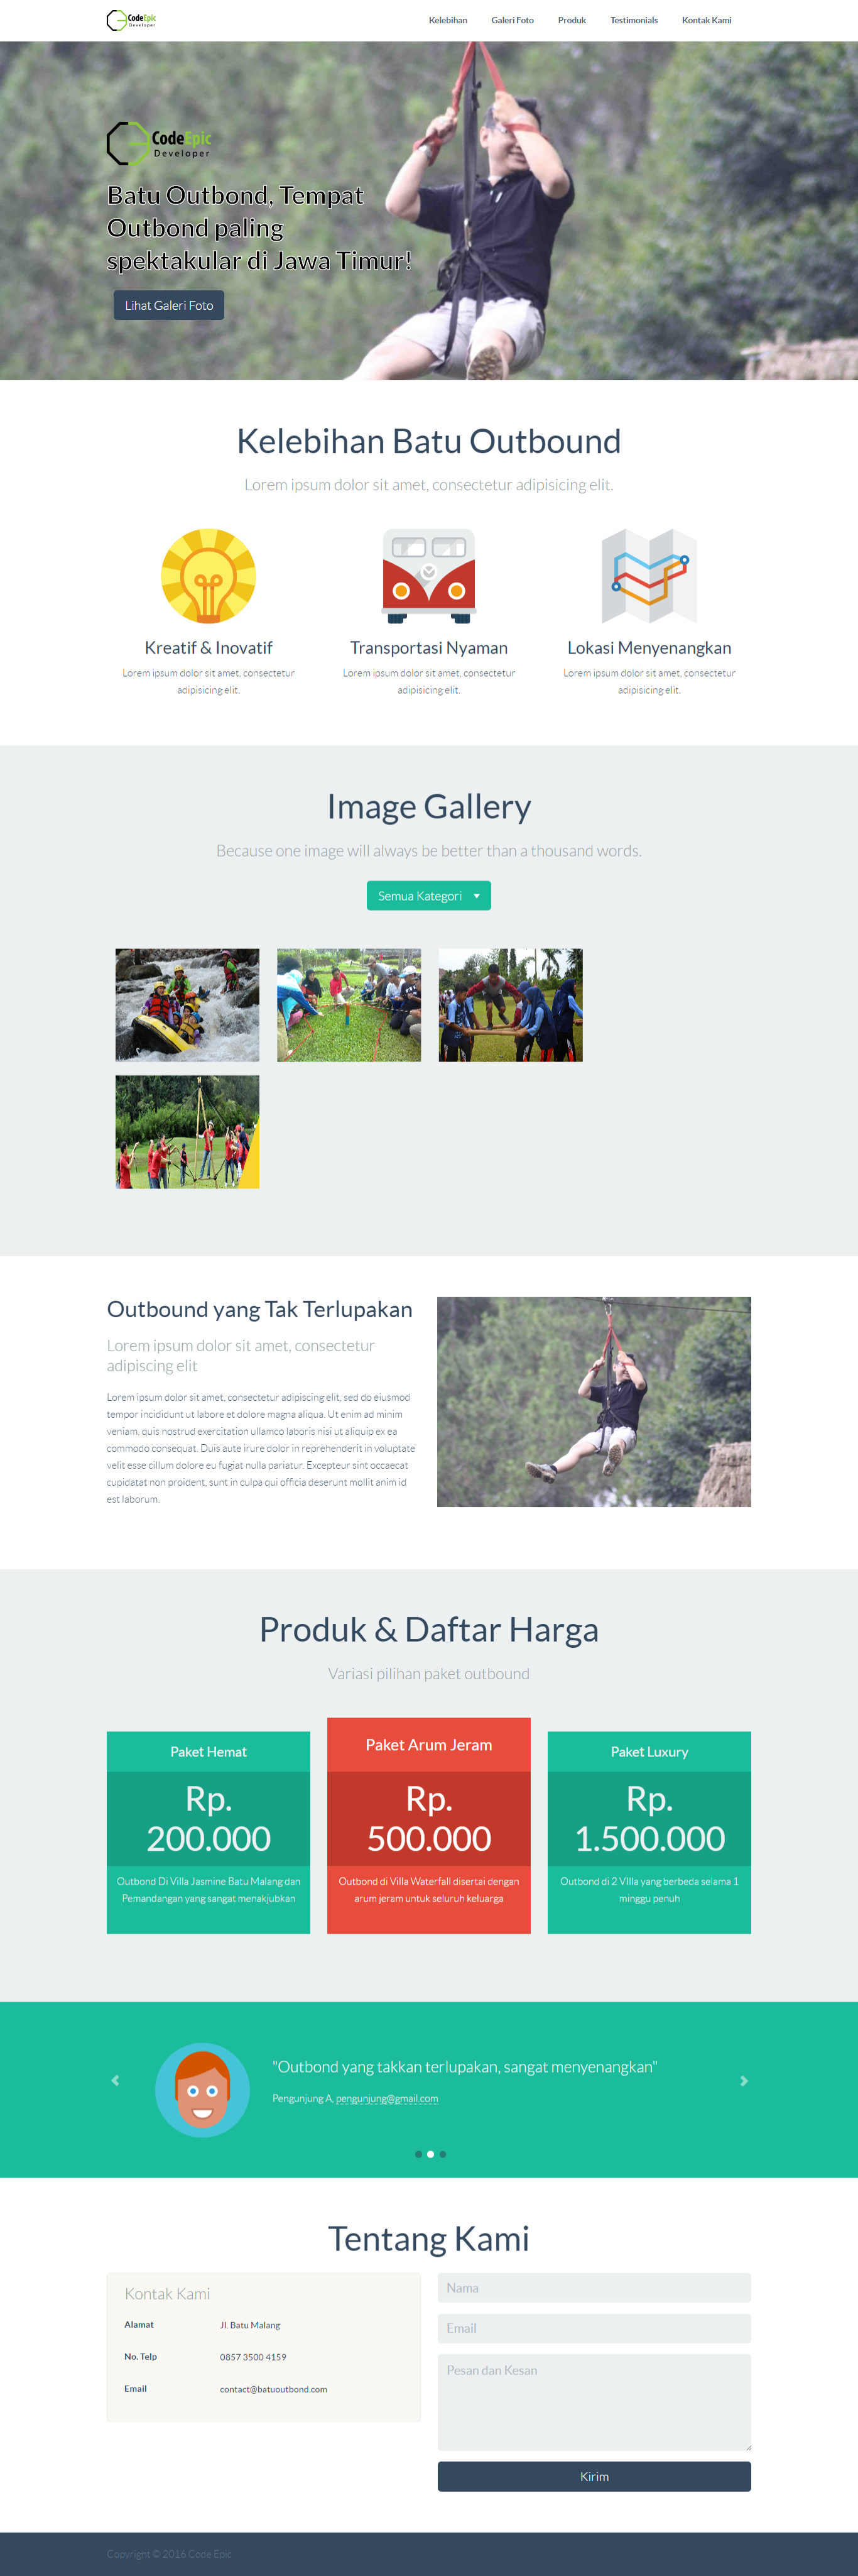 CodeEpic
Developer
Kelebihan Galeri Foto Produk Testimonials Kontak Kami
CodeEpic
Developer
Batu Outbond, Tempat
Outbond paling
spektakular di Jawa Timur!
Lihat Galeri Foto
Kelebihan Batu Outbound
Lorem ipsum dolor sit amet, consectetur adipisicing elit.
Kreatif & Inovatif
Lorem ipsum dolor sit amet, consectetur
adipisicing elit.
Transportasi Nyaman
Lorem ipsum dolor sit amet, consectetur
adipisicing elit.
Lokasi Menyenangkan
Lorem ipsum dolor sit amet, consectetur
adipisicing elit.
Image Gallery
Because one image will always be better than a thousand words.
Semua Kategori
Outbound yang Tak Terlupakan
Lorem ipsum dolor sit amet, consectetur
adipiscing elit
Lorem ipsum dolor sit amet, consectetur adipiscing elit, sed do eiusmod
tempor incididunt ut labore et dolore magna aliqua. Ut enim ad minim
veniam, quis nostrud exercitation ullamco laboris nisi ut aliquip ex ea
commodo consequat. Duis aute irure dolor in reprehenderit in voluptate
velit esse cillum dolore eu fugiat nulla pariatur. Excepteur sint occaecat
cupidatat non proident, sunt in culpa qui officia deserunt mollit anim id
est laborum.
Produk & Daftar Harga
Variasi pilihan paket outbound
Paket Hemat
Rp.
200.000
Outbond Di Villa Jasmine Batu Malang dan
Pemandangan yang sangat menakjubkan
Paket Arum Jeram
Rp.
500.000
Outbond di Villa Waterfall disertai dengan
arum jeram untuk seluruh keluarga
Paket Luxury
Rp.
1.500.000
Outbond di 2 VIlla yang berbeda selama 1
minggu penuh
"Outbond yang takkan terlupakan, sangat menyenangkan"
Pengunjung A, pengunjung@gmail.com
Tentang Kami
Kontak Kami
Alamat Jl. Batu Malang
No. Telp 0857 3500 4159
Email contact@batuoutbond.com
Nama
Email
Pesan dan Kesan
Kirim
Copyright © 2016 Code Epic